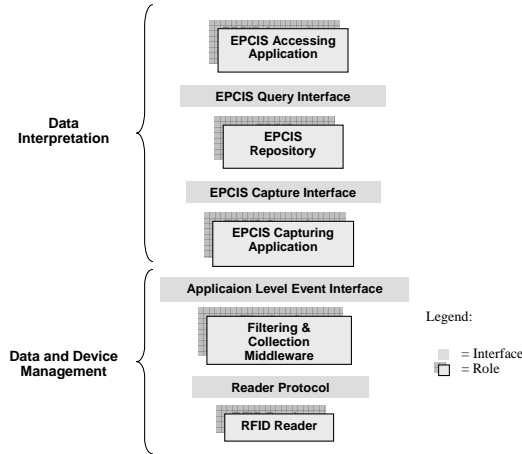 EPCIS Accessing
Application
EPCIS Query Interface
Data
Interpretation
EPCIS
Repository
EPCIS Capture Interface
EPCIS Capturing
Application
Applicaion Level Event Interface
Filtering &
Collection
Middleware
Data and Device
Management
Reader Protocol
RFID Reader
Legend:
= Interface
= Role